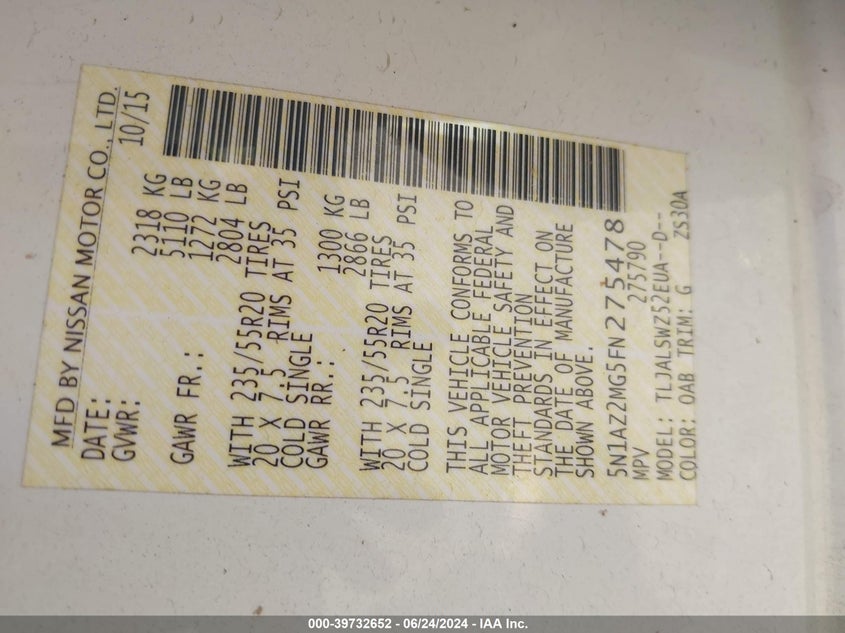 MFD BY NISSAN MOTOR CO., LTD.
DATE: 10/15
GVWR: 2318 KG
5110 LB
GAWR FR.: 1272 KG
2804 LB
WITH 235/55R20 TIRES
20 X 7.5 RIMS AT 35 PSI
COLD SINGLE
GAWR RR.: 1300 KG
2866 LB
WITH 235/55R20 TIRES
20 X 7.5 RIMS AT 35 PSI
COLD SINGLE
THIS VEHICLE CONFORMS TO
ALL APPLICABLE FEDERAL
MOTOR VEHICLE SAFETY AND
THEFT PREVENTION
STANDARDS IN EFFECT ON
THE DATE OF MANUFACTURE
SHOWN ABOVE.
5N1AZ2MG5FN275478
MPV 275790
MODEL: TLJALSWZ52EUA--D--
COLOR: QAB TRIM: G ZS30A
000-39732652 - 06/24/2024 - IAA Inc.